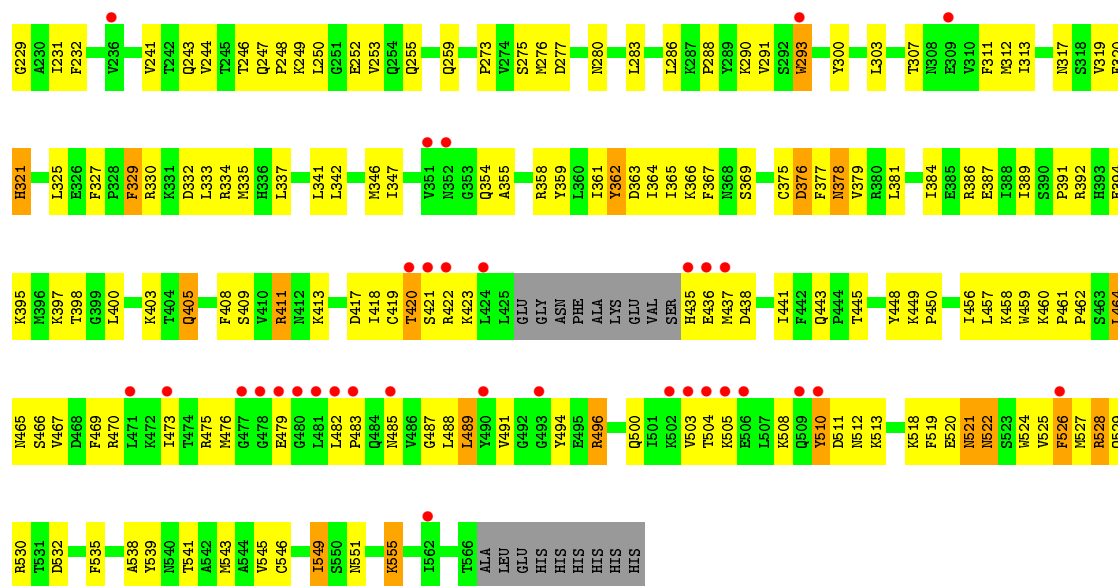 G229 A230 I231 F232 V236 V241 T242 Q243 V244 T245 T246 Q247 P248 K249 L250 G251 E252 V253 Q254 Q255 Q259 P273 V274 S275 M276 D277 N280 L283 L286 K287 P288 Y289 K290 V291 S292 W293 Y300 L303 T307 N308 E309 V310 F311 M312 I313 N317 S318 V319
H321 L325 E326 F327 P328 F329 R330 K331 D332 L333 R334 M335 H336 L337 L341 L342 M346 I347 V351 N352 G353 Q354 A355 R358 Y359 L360 I361 Y362 D363 I364 I365 K366 F367 N368 S369 C375 D376 F377 N378 V379 R380 L381 I384 E385 R386 E387 I388 I389 S390 P391 R392 H393
K395 M396 K397 T398 G399 L400 K403 T404 Q405 F408 S409 V410 R411 N412 K413 D417 I418 C419 T420 S421 R422 K423 L424 L425 GLU GLY ASN PHE ALA LYS GLU VAL SER H435 E436 M437 D438 I441 F442 Q443 P444 T445 Y448 K449 P450 I456 L457 K458 W459 K460 P461 P462 S463 L464
N465 S466 V467 D468 F469 R470 L471 K472 I473 T474 R475 M476 G477 G478 E479 G480 L481 L482 P483 Q484 N485 V486 G487 L488 L489 Y490 V491 G492 G493 Y494 E495 R496 Q500 I501 K502 V503 T504 K505 E506 L507 K508 Q509 Y510 D511 N512 K513 K518 F519 E520 N521 N522 S523 W524 V525 F526 M527 R528 Q529
R530 T531 D532 F535 A538 Y539 N540 T541 A542 M543 A544 V545 C546 I549 S550 N551 K555 I562 T566 ALA LEU GLU HIS HIS HIS HIS HIS HIS